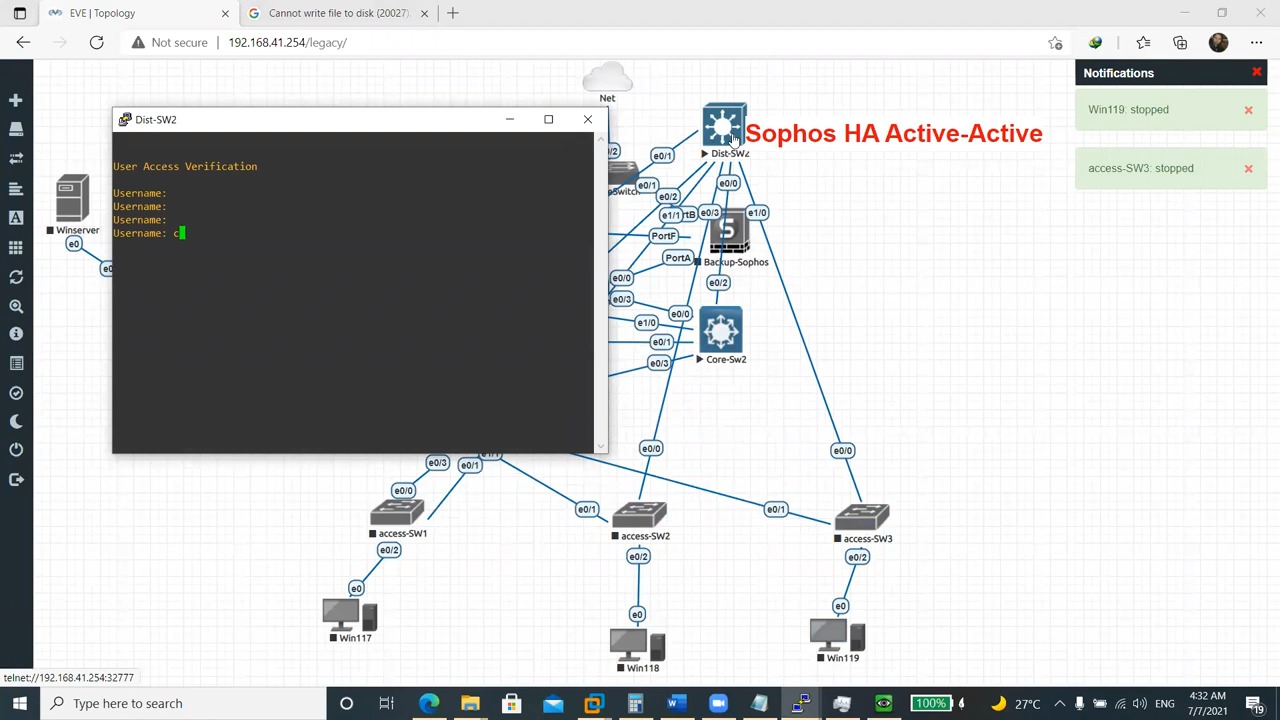 EVE | Topology
Cannot write file to disk (20027).
Not secure
192.168.41.254/legacy/
Net
Notifications
Win119: stopped
access-SW3: stopped
Dist-SW2
User Access Verification
Username:
Username:
Username:
Username: c
Sophos HA Active-Active
Dist-SW2
e0/1
e0/1
e0/2
e1/1
e0/0
e0/3
e1/0
PortF
PortA
Backup-Sophos
Winserver
e0
e0/0
e0/3
e0/2
e0/0
e1/0
e0/1
e0/3
Core-Sw2
e0/3
e0/1
e0/0
e0/0
e0/0
e0/1
e0/1
access-SW1
access-SW2
access-SW3
e0/2
e0/2
e0/2
e0
e0
e0
Win117
Win118
Win119
telnet://192.168.41.254:32777
Type here to search
100%
27°C
ENG
4:32 AM
7/7/2021
19